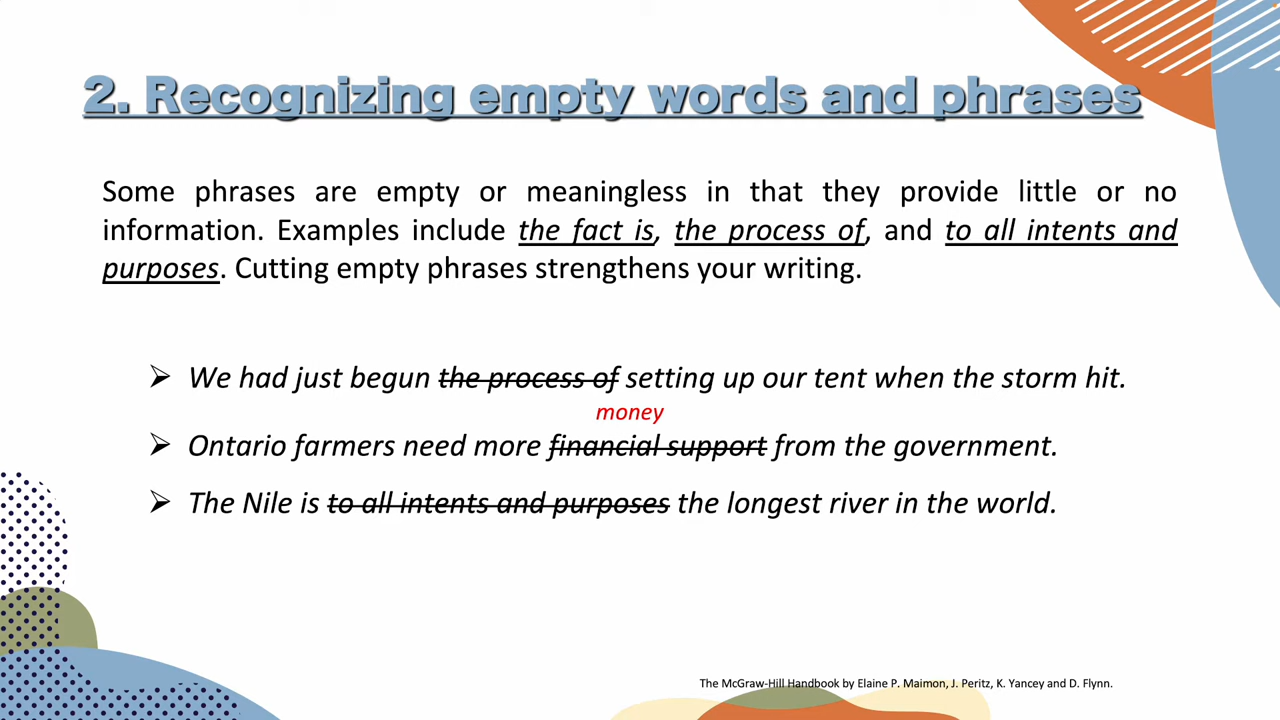 2. Recognizing empty words and phrases
Some phrases are empty or meaningless in that they provide little or no
information. Examples include the fact is, the process of, and to all intents and
purposes. Cutting empty phrases strengthens your writing.
We had just begun the process of setting up our tent when the storm hit.
money
Ontario farmers need more financial support from the government.
The Nile is to all intents and purposes the longest river in the world.
The McGraw-Hill Handbook by Elaine P. Maimon, J. Peritz, K. Yancey and D. Flynn.